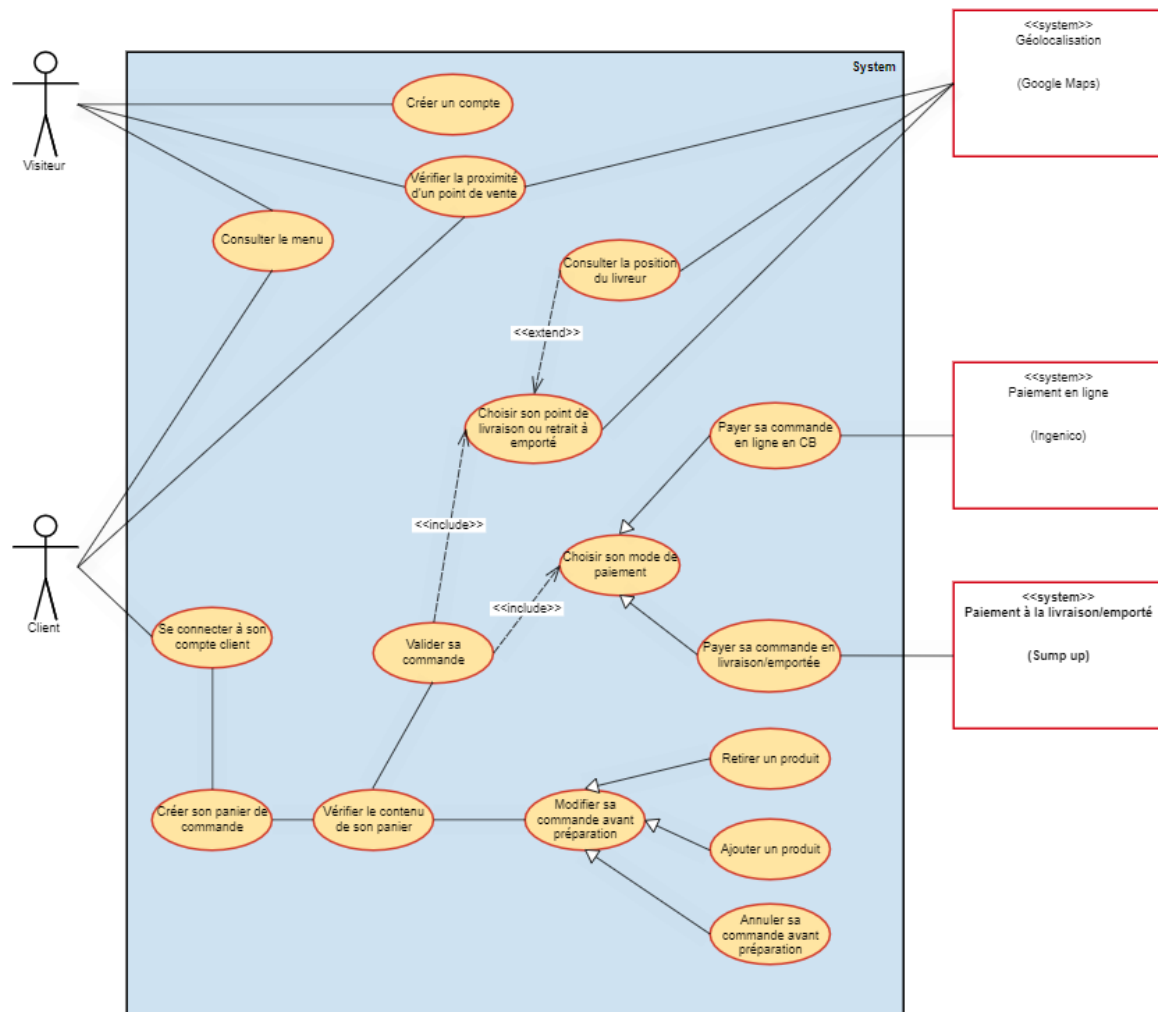 <<system>>
Géolocalisation
(Google Maps)
System
Créer un compte
Visiteur
Vérifier la proximité
d'un point de vente
Consulter le menu
Consulter la position
du livreur
<<extend>>
<<system>>
Paiement en ligne
(Ingenico)
Choisir son point de
livraison ou retrait à
emporté
Payer sa commande
en ligne en CB
<<include>>
Choisir son mode de
paiement
<<system>>
Paiement à la livraison/emporté
(Sump up)
<<include>>
Client
Se connecter à son
compte client
Valider sa
commande
Payer sa commande en
livraison/emportée
Retirer un produit
Créer son panier de
commande
Vérifier le contenu
de son panier
Modifier sa
commande avant
préparation
Ajouter un produit
Annuler sa
commande avant
préparation